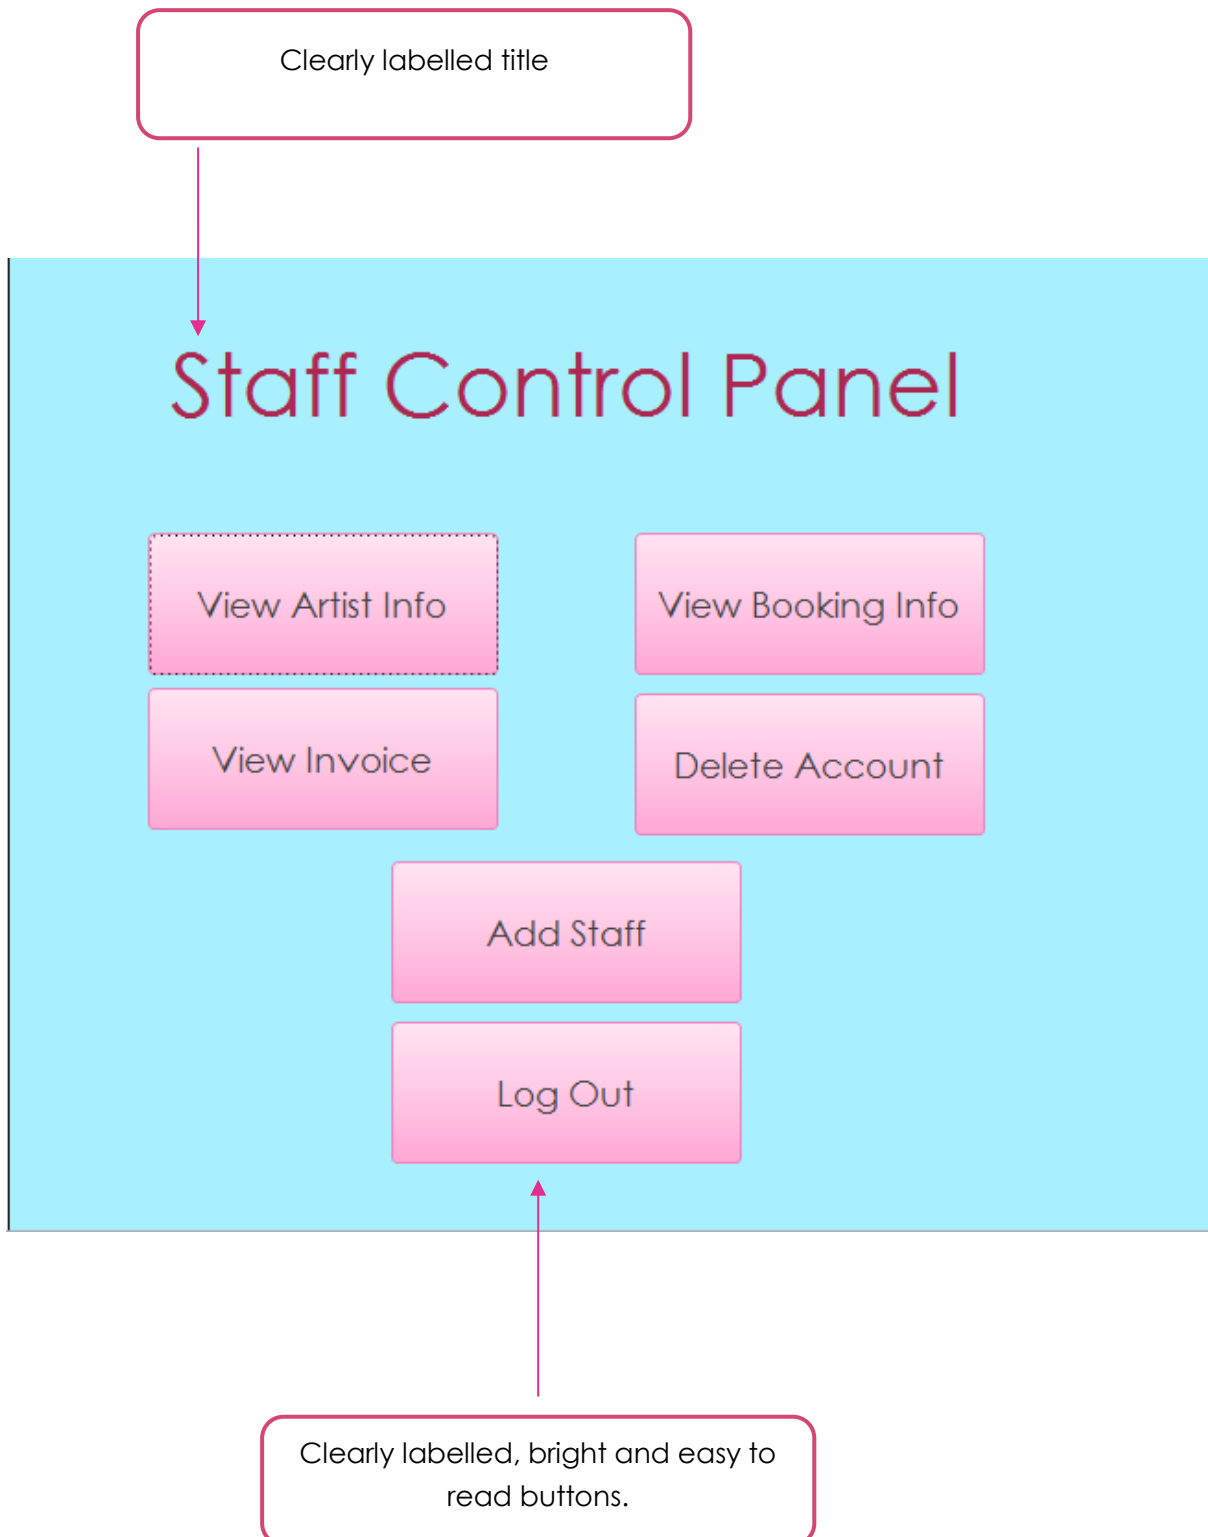 Clearly labelled title
Staff Control Panel
View Artist Info
View Booking Info
View Invoice
Delete Account
Add Staff
Log Out
Clearly labelled, bright and easy to
read buttons.